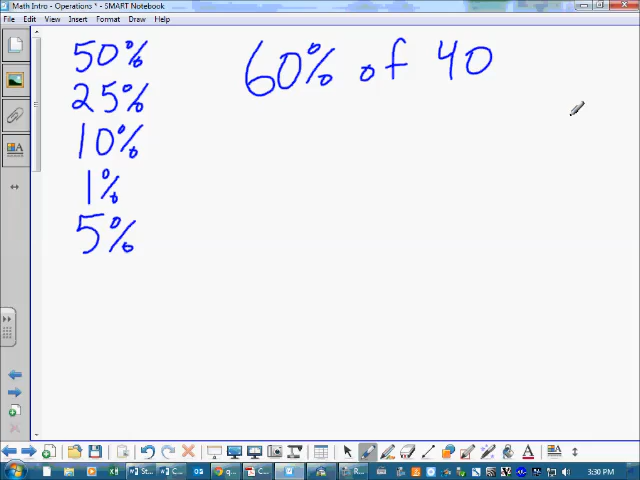 Math Intro - Operations * - SMART Notebook
File Edit View Insert Format Draw Help
50%
25%
10%
1%
5%
60% of 40
St...
C...
q...
C...
R...
3:30 PM